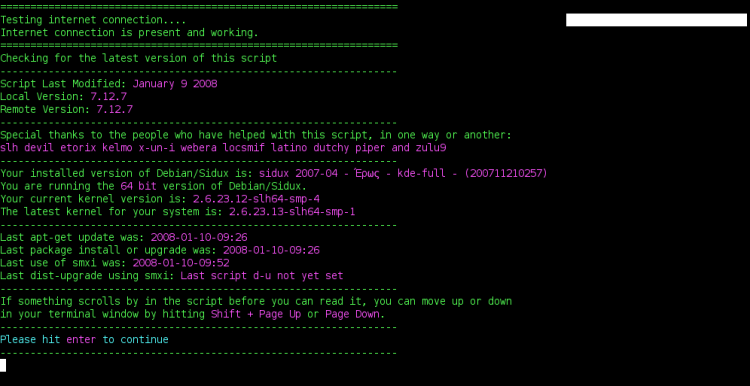 ==================================================================
Testing internet connection....
Internet connection is present and working.
==================================================================
Checking for the latest version of this script
------------------------------------------------------------------
Script Last Modified: January 9 2008
Local Version: 7.12.7
Remote Version: 7.12.7
------------------------------------------------------------------
Special thanks to the people who have helped with this script, in one way or another:
slh devil etorix kelmo x-un-i webera locsmif latino dutchy piper and zulu9
------------------------------------------------------------------
Your installed version of Debian/Sidux is: sidux 2007-04 - Έρως - kde-full - (200711210257)
You are running the 64 bit version of Debian/Sidux.
Your current kernel version is: 2.6.23.12-slh64-smp-4
The latest kernel for your system is: 2.6.23.13-slh64-smp-1
------------------------------------------------------------------
Last apt-get update was: 2008-01-10-09:26
Last package install or upgrade was: 2008-01-10-09:26
Last use of smxi was: 2008-01-10-09:52
Last dist-upgrade using smxi: Last script d-u not yet set
------------------------------------------------------------------
If something scrolls by in the script before you can read it, you can move up or down
in your terminal window by hitting Shift + Page Up or Page Down.
------------------------------------------------------------------
Please hit enter to continue
------------------------------------------------------------------